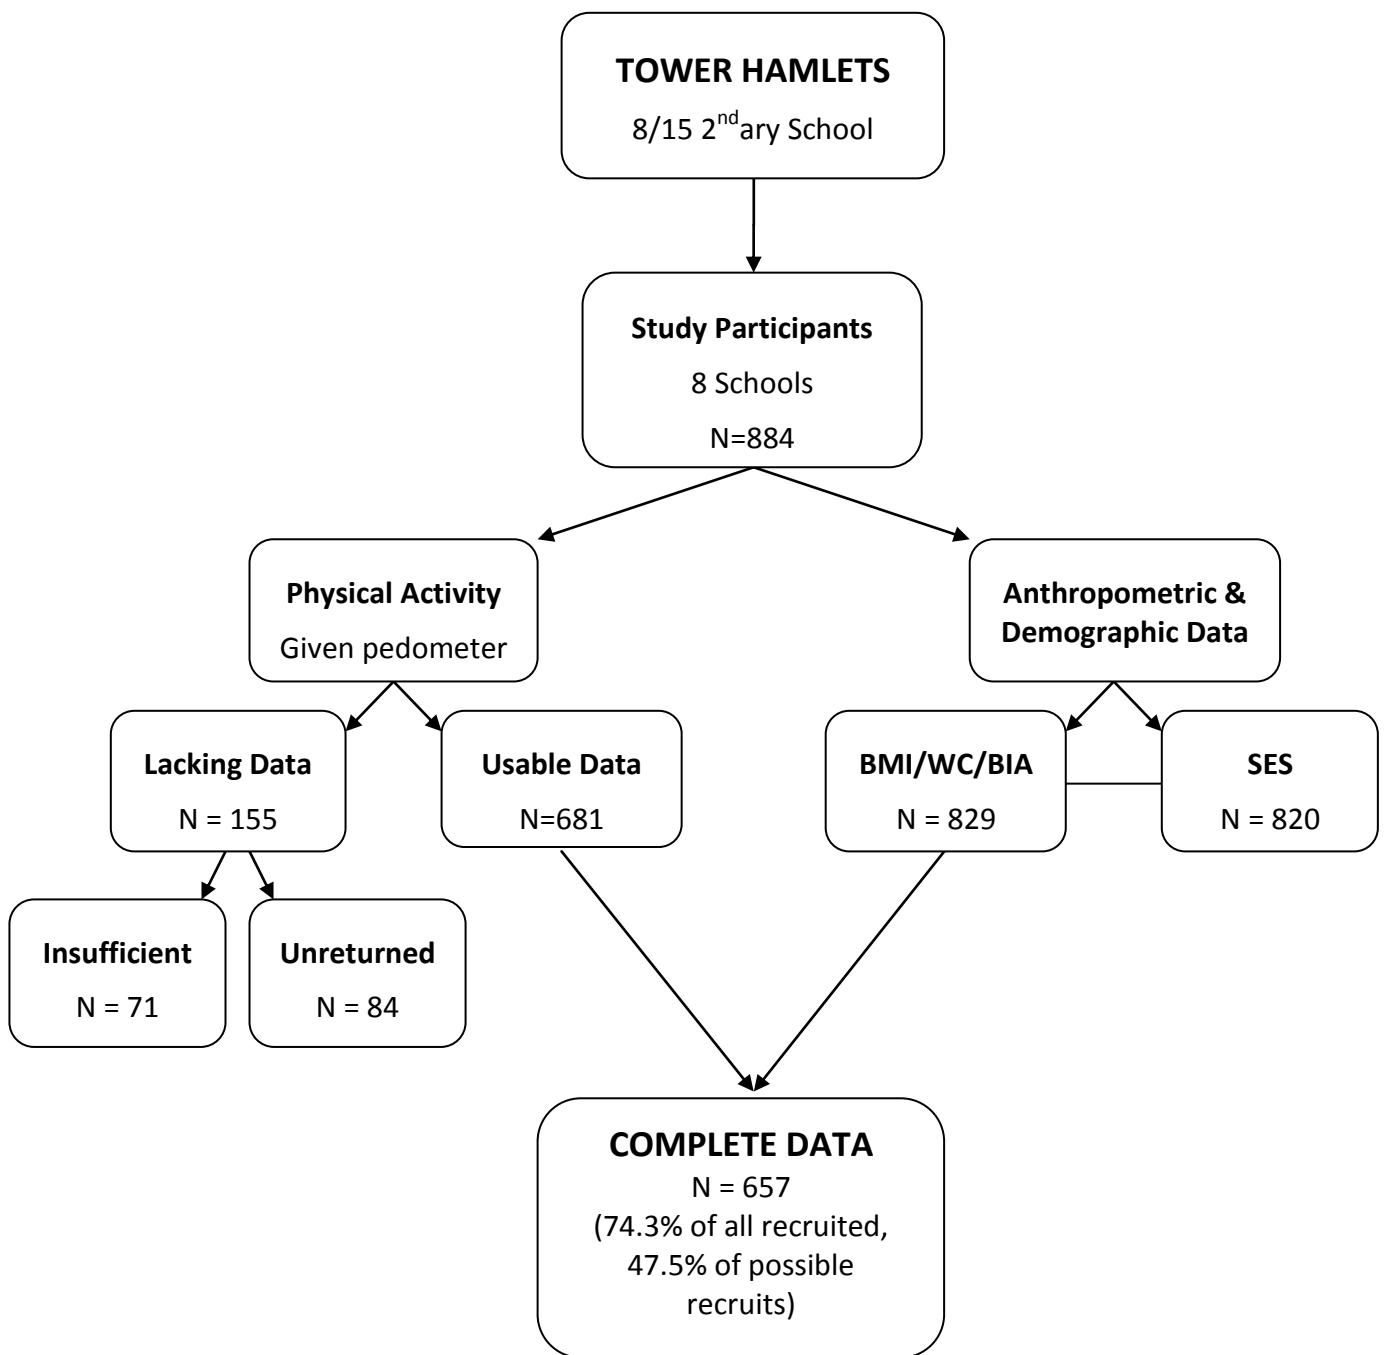 TOWER HAMLETS
8/15 2ndary School
Study Participants
8 Schools
N=884
Physical Activity
Given pedometer
Anthropometric &
Demographic Data
Lacking Data
N = 155
Usable Data
N=681
BMI/WC/BIA
N = 829
SES
N = 820
Insufficient
N = 71
Unreturned
N = 84
COMPLETE DATA
N = 657
(74.3% of all recruited,
47.5% of possible
recruits)